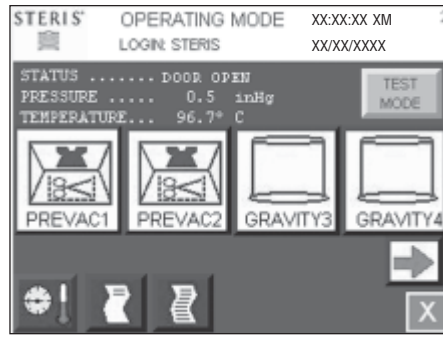 STERIS® OPERATING MODE XX:XX:XX XM
LOGIN: STERIS XX/XX/XXXX
STATUS ....... DOOR OPEN
PRESSURE ..... 0.5 inHg
TEMPERATURE... 96.7° C
TEST
MODE
PREVAC1 PREVAC2 GRAVITY3 GRAVITY4
X